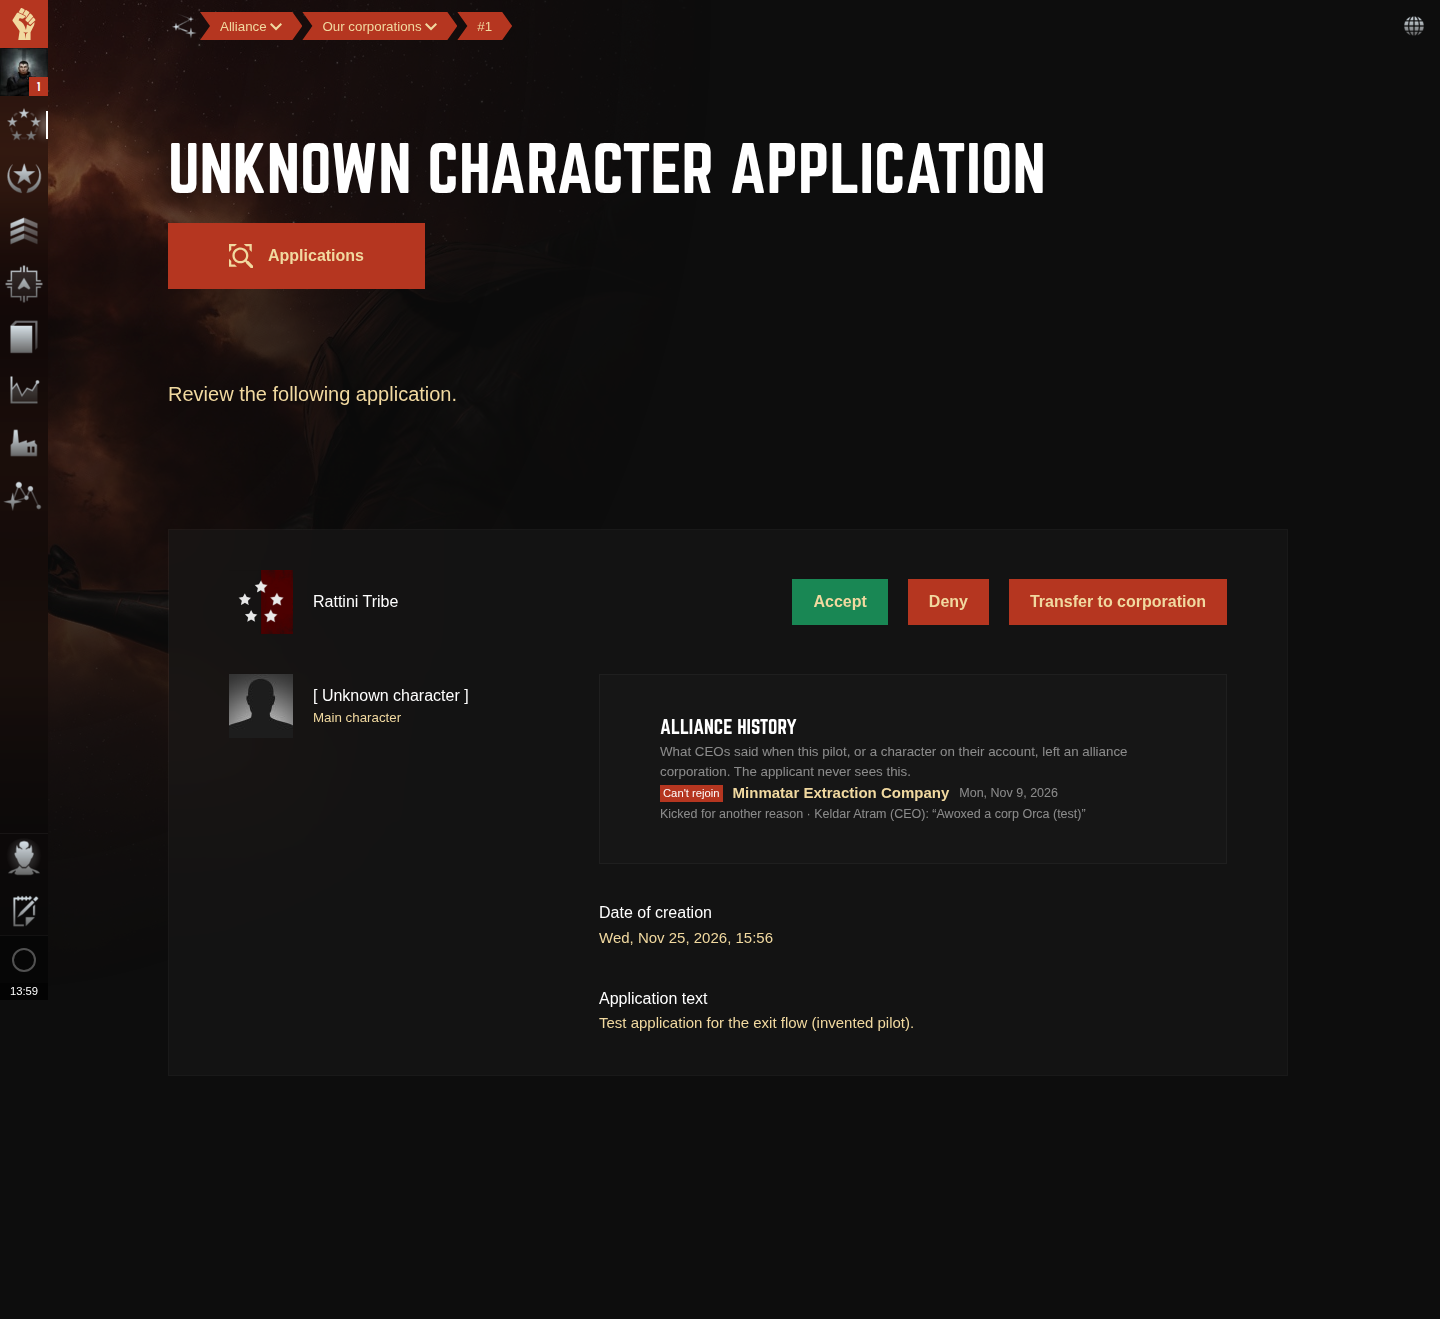 Alliance
Our corporations
#1
1
UNKNOWN CHARACTER APPLICATION
Applications
Review the following application.
Rattini Tribe
Accept
Deny
Transfer to corporation
[ Unknown character ]
Main character
ALLIANCE HISTORY
What CEOs said when this pilot, or a character on their account, left an alliance
corporation. The applicant never sees this.
Can't rejoin Minmatar Extraction Company Mon, Nov 9, 2026
Kicked for another reason · Keldar Atram (CEO): “Awoxed a corp Orca (test)”
Date of creation
Wed, Nov 25, 2026, 15:56
Application text
Test application for the exit flow (invented pilot).
13:59